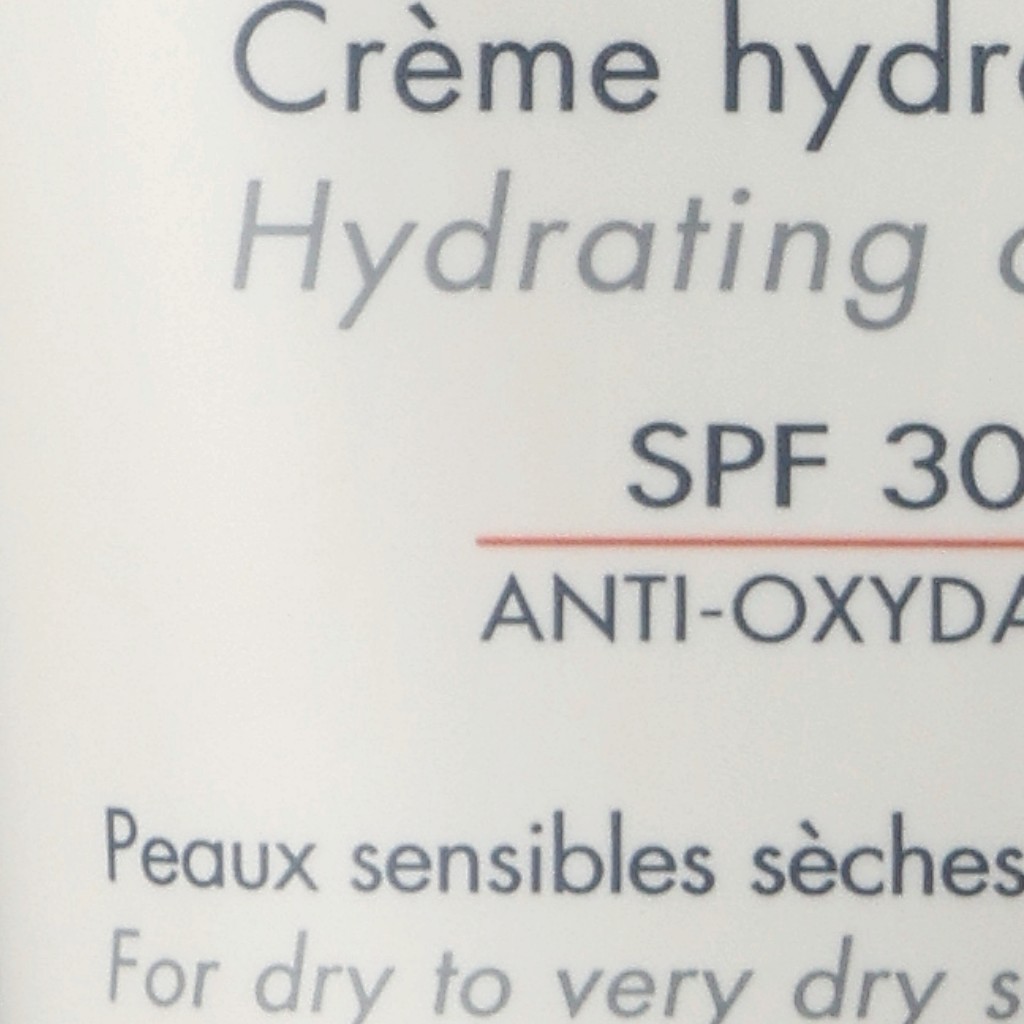 Crème hydr
Hydrating
SPF 30
ANTI-OXYDA
Peaux sensibles sèches
For dry to very dry s